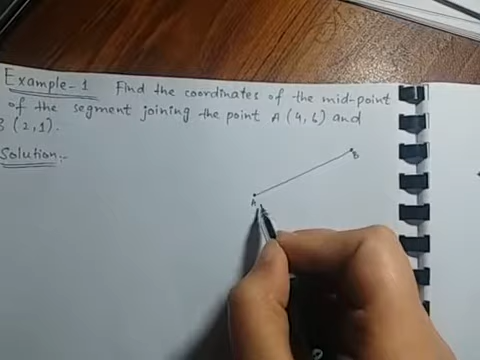 Example-1 Find the coordinates of the mid-point
of the segment joining the point A (4, 6) and
B (2, 1).
Solution:-
B
A